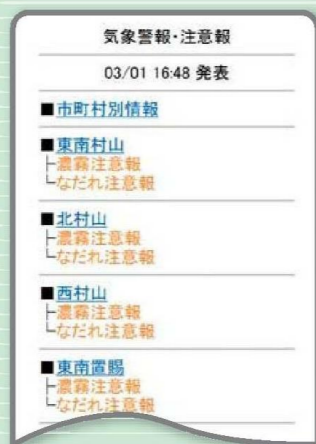 気象警報・注意報
03/01 16:48 発表
■市町村別情報
■東南村山
├濃霧注意報
└なだれ注意報
■北村山
├濃霧注意報
└なだれ注意報
■西村山
├濃霧注意報
└なだれ注意報
■東南置賜
├濃霧注意報
└なだれ注意報